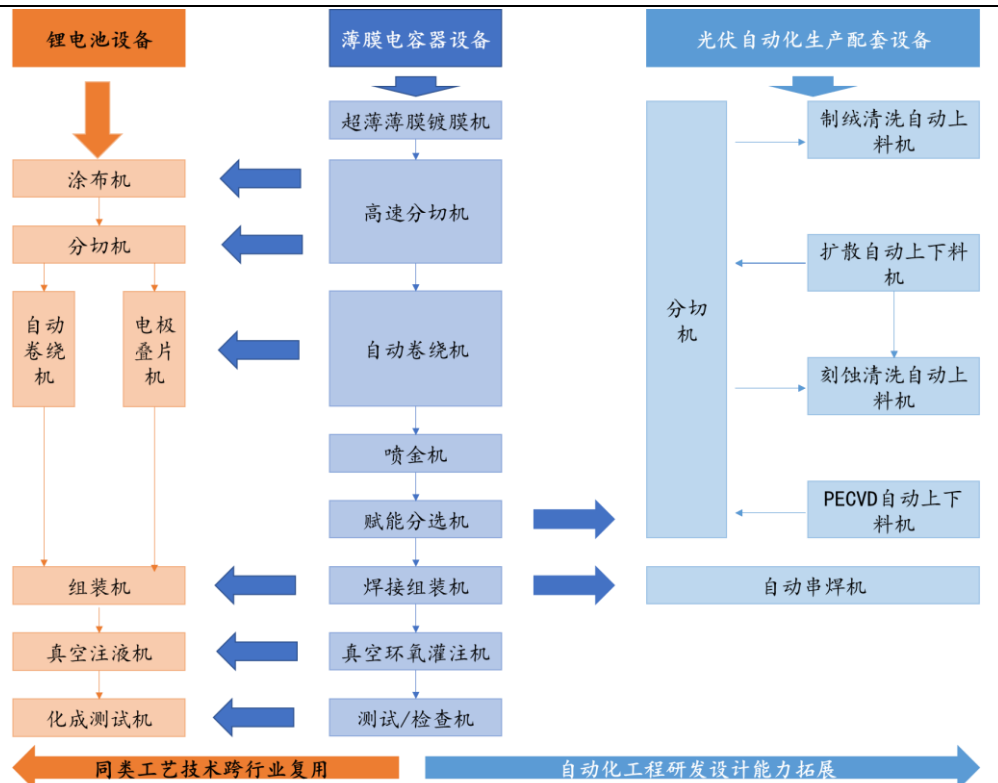 锂电池设备
薄膜电容器设备
光伏自动化生产配套设备
超薄薄膜镀膜机
制绒清洗自动上
料机
涂布机
高速分切机
分切机
扩散自动上下料
机
自动
卷绕
机
电极
叠片
机
自动卷绕机
分切
机
刻蚀清洗自动上
料机
喷金机
赋能分选机
PECVD自动上下
料机
组装机
焊接组装机
自动串焊机
真空注液机
真空环氧灌注机
化成测试机
测试/检查机
同类工艺技术跨行业复用
自动化工程研发设计能力拓展